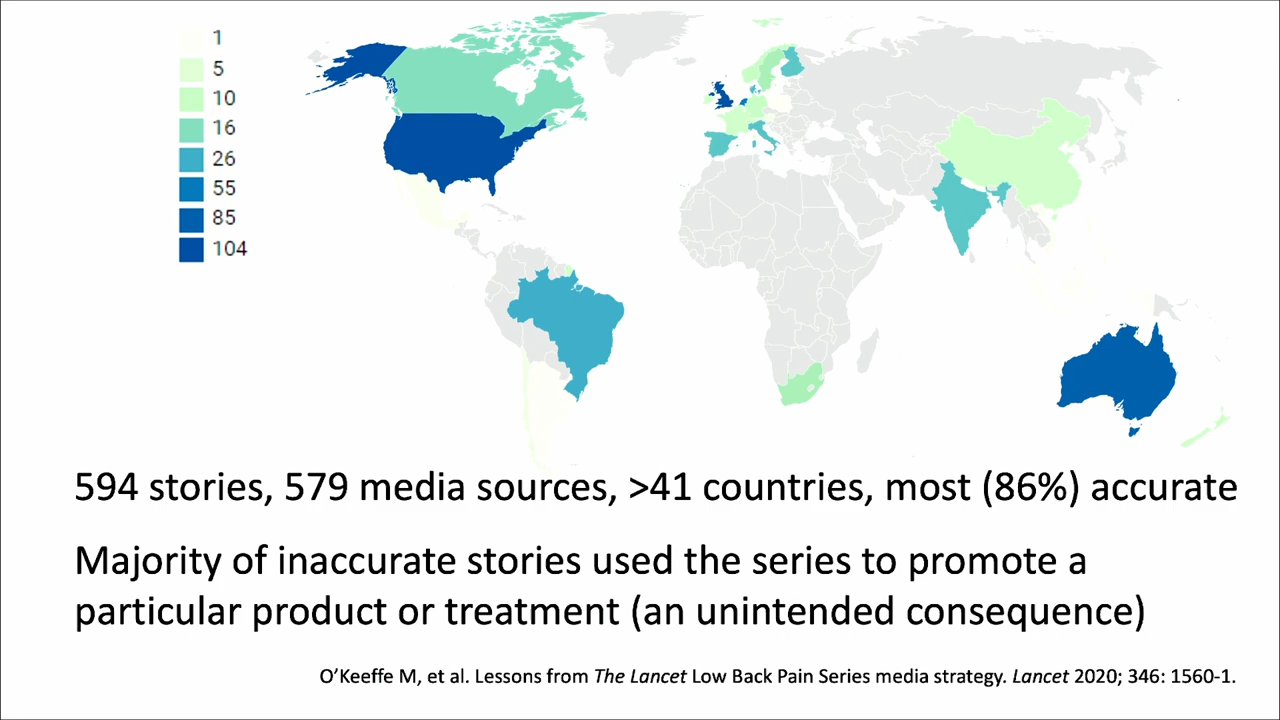 1
5
10
16
26
55
85
104
594 stories, 579 media sources, >41 countries, most (86%) accurate
Majority of inaccurate stories used the series to promote a
particular product or treatment (an unintended consequence)
O’Keeffe M, et al. Lessons from The Lancet Low Back Pain Series media strategy. Lancet 2020; 346: 1560-1.